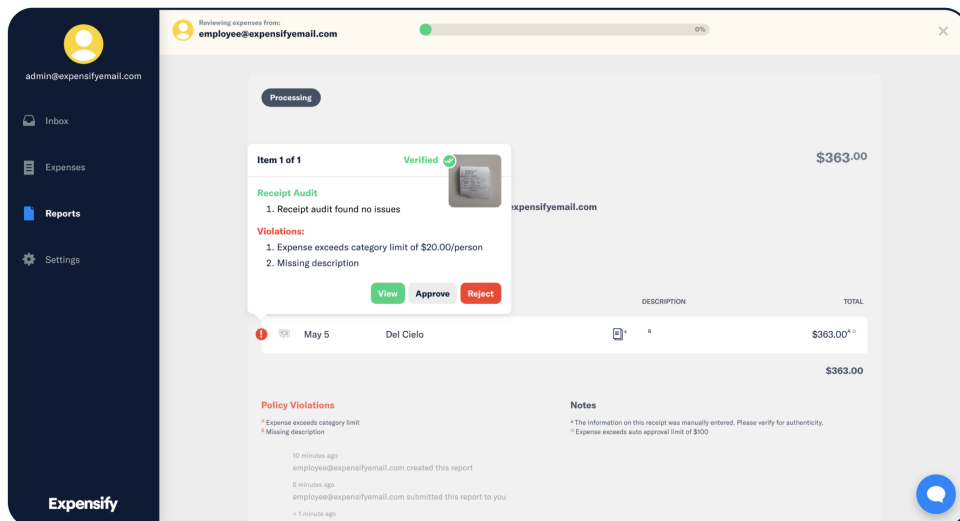 Reviewing expenses from:
employee@expensifyemail.com
0%
admin@expensifyemail.com
Inbox
Expenses
Reports
Settings
Expensify
Processing
$363.00
Item 1 of 1
Verified
Receipt Audit
1. Receipt audit found no issues
Violations:
1. Expense exceeds category limit of $20.00/person
2. Missing description
View Approve Reject
expensifyemail.com
DESCRIPTION TOTAL
May 5 Del Cielo B $363.00
$363.00
Policy Violations
A Expense exceeds category limit
B Missing description
Notes
The information on this receipt was manually entered. Please verify for authenticity.
Expense exceeds auto approval limit of $100
10 minutes ago
employee@expensifyemail.com created this report
6 minutes ago
employee@expensifyemail.com submitted this report to you
< 1 minute ago